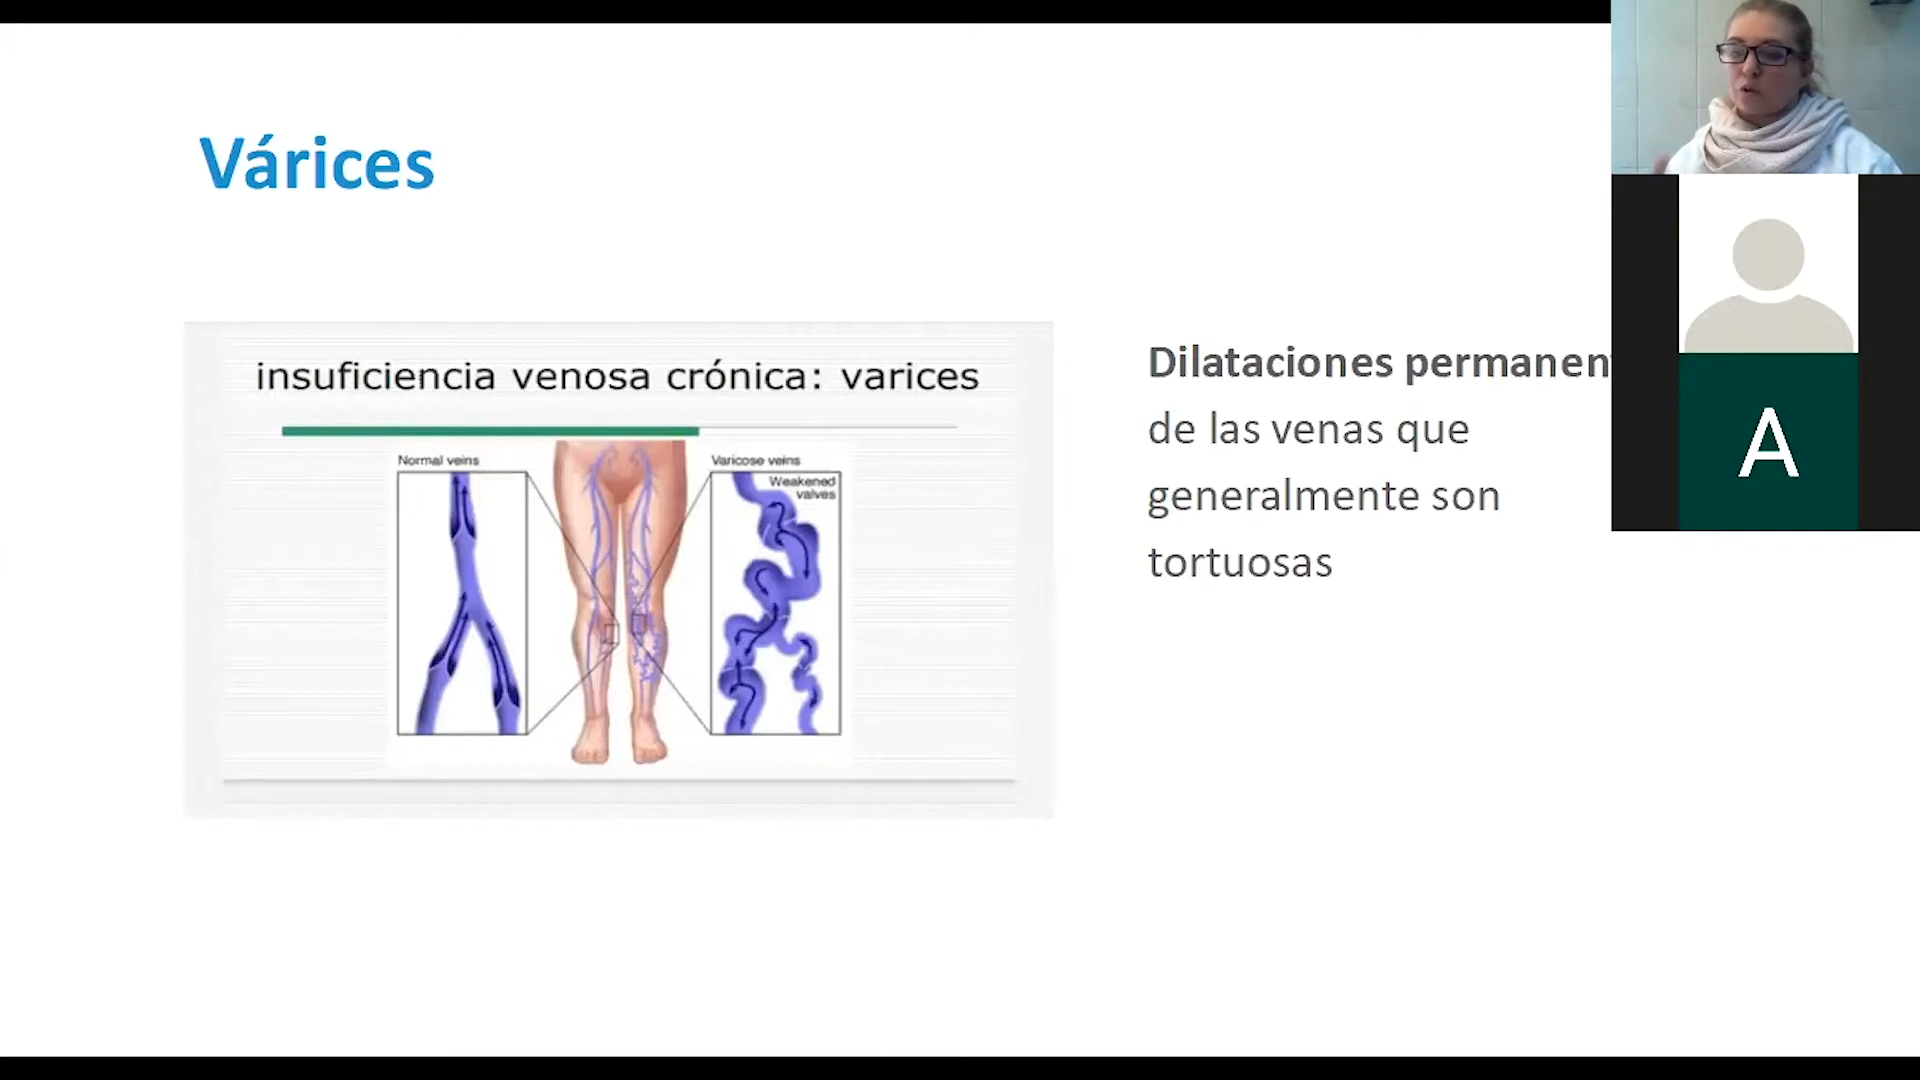 Várices
insuficiencia venosa crónica: varices
Normal veins
Varicose veins
Weakened
valves
Dilataciones permanen
de las venas que
generalmente son
tortuosas
A